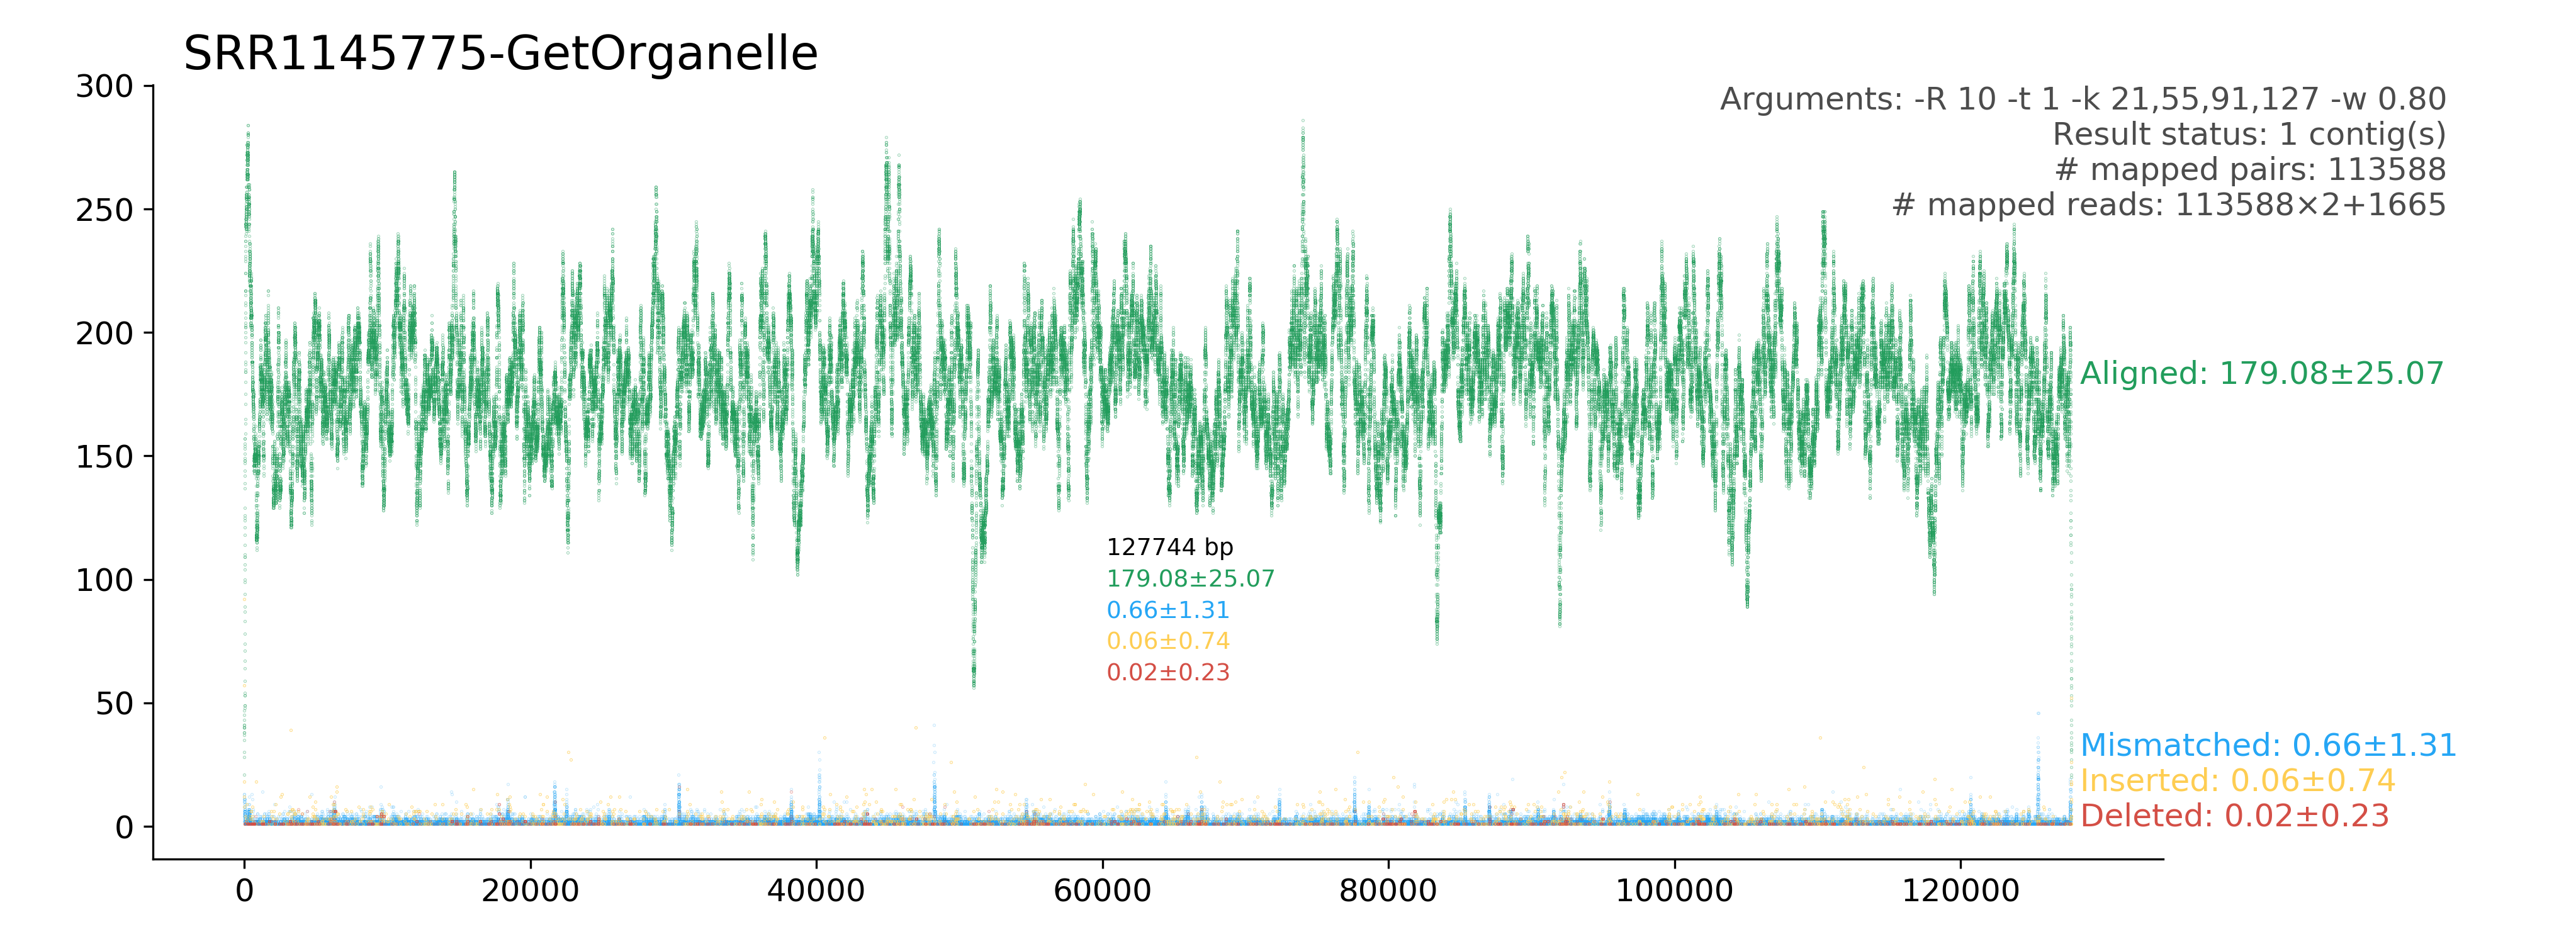 SRR1145775-GetOrganelle
Arguments: -R 10 -t 1 -k 21,55,91,127 -w 0.80
Result status: 1 contig(s)
# mapped pairs: 113588
# mapped reads: 113588×2+1665
300
250
200
150
100
50
0
127744 bp
179.08±25.07
0.66±1.31
0.06±0.74
0.02±0.23
Aligned: 179.08±25.07
Mismatched: 0.66±1.31
Inserted: 0.06±0.74
Deleted: 0.02±0.23
0 20000 40000 60000 80000 100000 120000